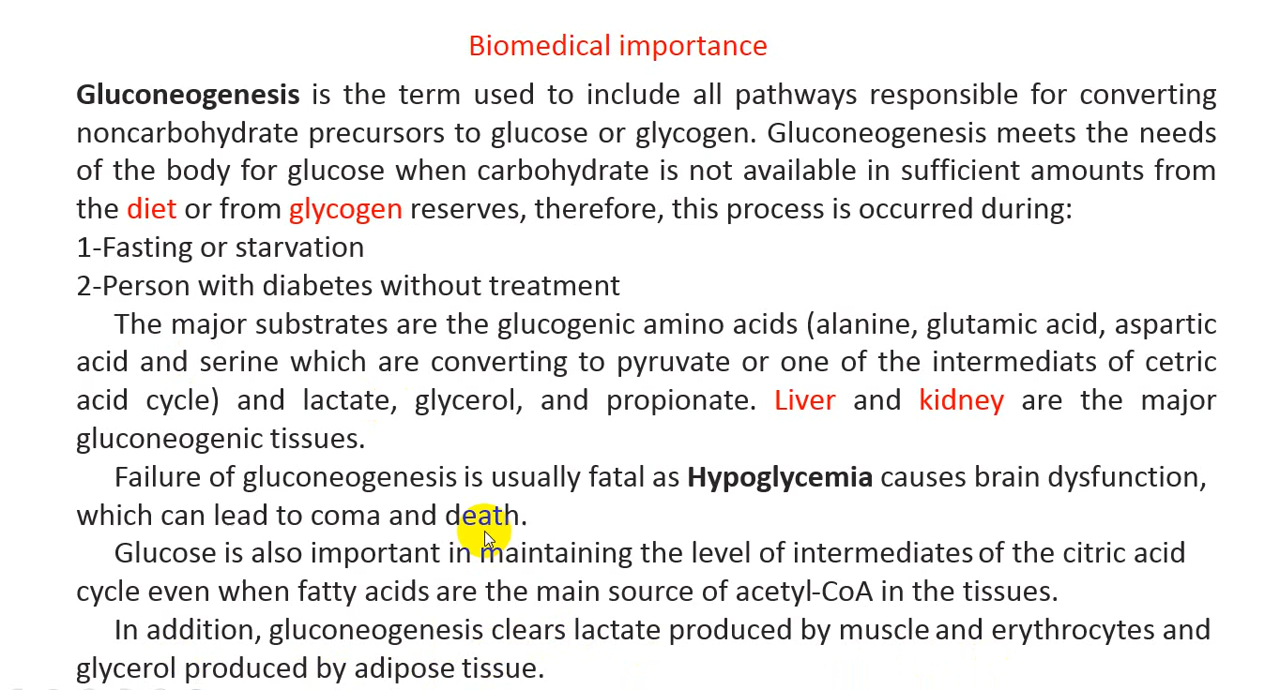 Biomedical importance
Gluconeogenesis is the term used to include all pathways responsible for converting
noncarbohydrate precursors to glucose or glycogen. Gluconeogenesis meets the needs
of the body for glucose when carbohydrate is not available in sufficient amounts from
the diet or from glycogen reserves, therefore, this process is occurred during:
1-Fasting or starvation
2-Person with diabetes without treatment
The major substrates are the glucogenic amino acids (alanine, glutamic acid, aspartic
acid and serine which are converting to pyruvate or one of the intermediats of cetric
acid cycle) and lactate, glycerol, and propionate. Liver and kidney are the major
gluconeogenic tissues.
Failure of gluconeogenesis is usually fatal as Hypoglycemia causes brain dysfunction,
which can lead to coma and death.
Glucose is also important in maintaining the level of intermediates of the citric acid
cycle even when fatty acids are the main source of acetyl-CoA in the tissues.
In addition, gluconeogenesis clears lactate produced by muscle and erythrocytes and
glycerol produced by adipose tissue.